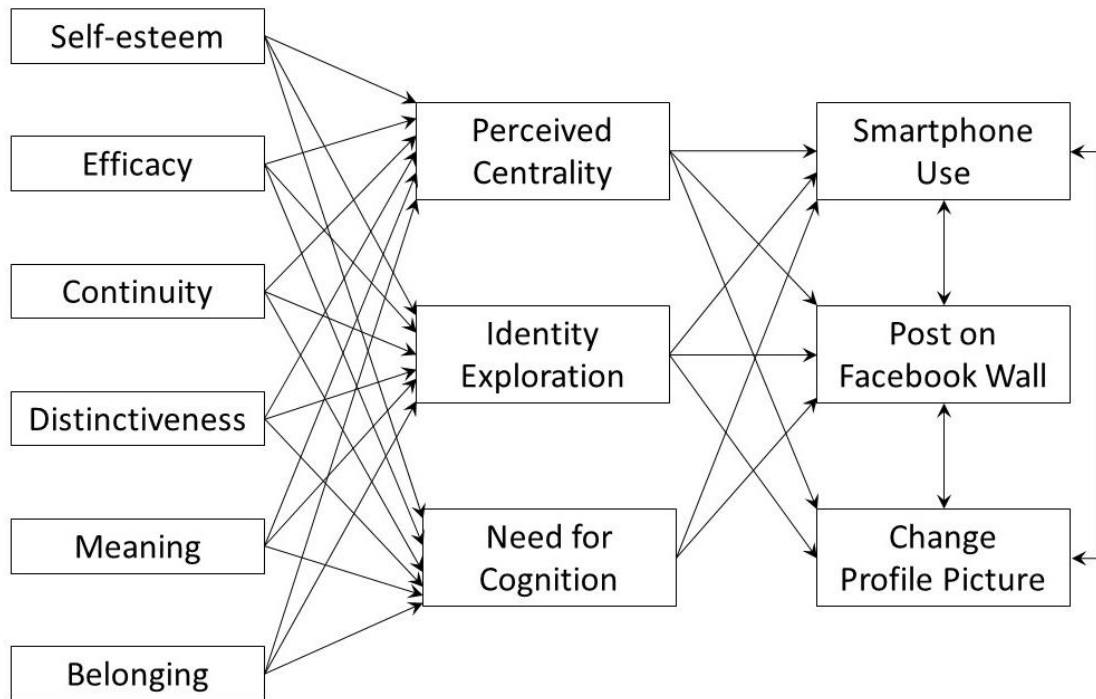 Self-esteem
Efficacy
Continuity
Distinctiveness
Meaning
Belonging
Perceived
Centrality
Identity
Exploration
Need for
Cognition
Smartphone
Use
Post on
Facebook Wall
Change
Profile Picture